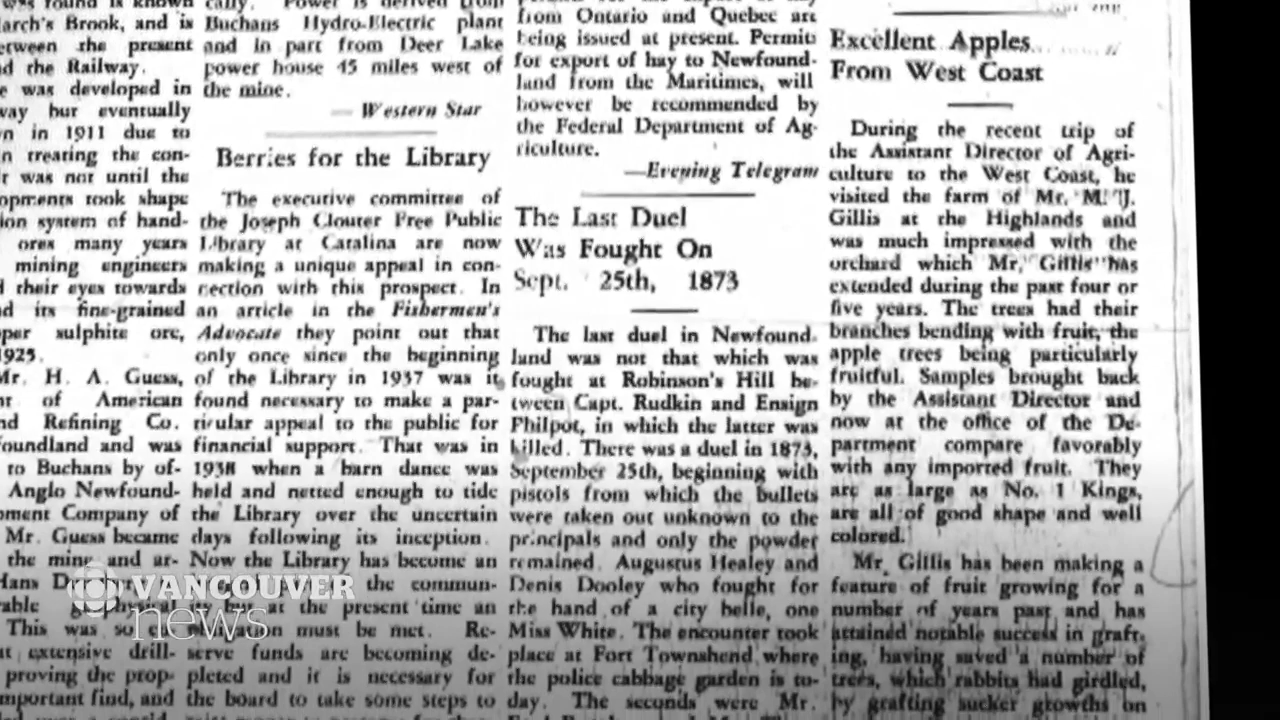 was found is known
arch's Brook, and is
etween the present
d the Railway.
e was developed in
way but eventually
n in 1911 due to
n treating the con-
r was not until the
opments took shape
ion system of hand-
ores many years
mining engineers
their eyes towards
d its fine-grained
per sulphite ore,
1925.
Mr. H. A. Guess,
nt of American
nd Refining Co.
oundland and was
to Buchans by of-
Anglo Newfound-
pment Company of
Mr. Guess became
the mine and ar-
Hans
able
This was so
at extensive drill-
proving the prop-
mportant find, and
cally. Power is derived from
Buchans Hydro-Electric plant
and in part from Deer Lake
power house 45 miles west of
the mine.
— Western Star
Berries for the Library
The executive committee of
the Joseph Clouter Free Public
Library at Catalina are now
making a unique appeal in con-
nection with this prospect. In
an article in the Fishermen's
Advocate they point out that
only once since the beginning
of the Library in 1937 was it
found necessary to make a par-
ticular appeal to the public for
financial support. That was in
1938 when a barn dance was
held and netted enough to tide
the Library over the uncertain
days following its inception.
Now the Library has become an
the commun-
but at the present time an
must be met. Re-
serve funds are becoming de-
pleted and it is necessary for
the board to take some steps to
from Ontario and Quebec are
being issued at present. Permits
for export of hay to Newfound-
land from the Maritimes, will
however be recommended by
the Federal Department of Ag-
riculture.
—Evening Telegram
The Last Duel
Was Fought On
Sept. 25th, 1873
The last duel in Newfound-
land was not that which was
fought at Robinson's Hill be-
tween Capt. Rudkin and Ensign
Philpot, in which the latter was
killed. There was a duel in 1873,
September 25th, beginning with
pistols from which the bullets
were taken out unknown to the
principals and only the powder
remained. Augustus Healey and
Denis Dooley who fought for
the hand of a city belle, one
Miss White. The encounter took
place at Fort Townshend where
the police cabbage garden is to-
day. The seconds were Mr.
Excellent Apples
From West Coast
During the recent trip of
the Assistant Director of Agri-
culture to the West Coast, he
visited the farm of Mr. M. J.
Gillis at the Highlands and
was much impressed with the
orchard which Mr. Gillis has
extended during the past four or
five years. The trees had their
branches bending with fruit, the
apple trees being particularly
fruitful. Samples brought back
by the Assistant Director and
now at the office of the De-
partment compare favorably
with any imported fruit. They
are as large as No. 1 Kings,
are all of good shape and well
colored.
Mr. Gillis has been making a
feature of fruit growing for a
number of years past and has
attained notable success in graft-
ing, having saved a number of
trees, which rabbits had girdled,
by grafting sucker growths on
VANCOUVER
news